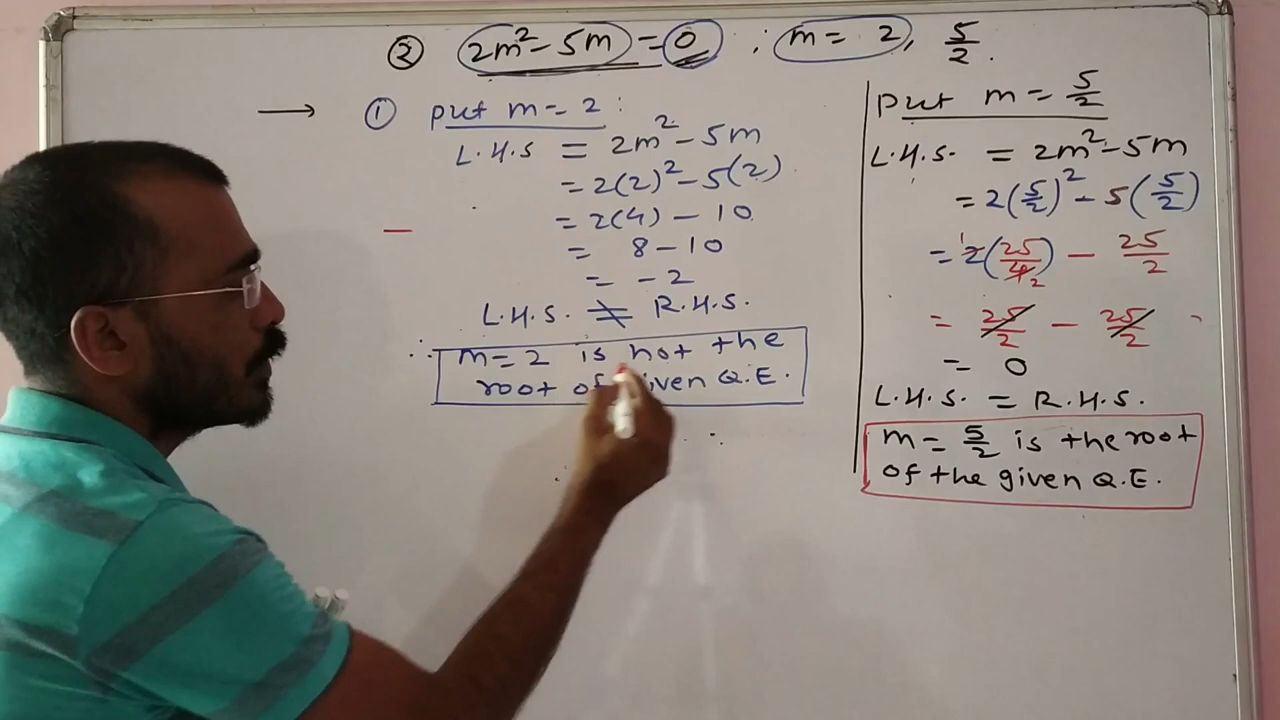 ② 2m² - 5m = 0 ; m = 2, 5/2.
→ ① put m = 2 :
L.H.S = 2m² - 5m
= 2(2)² - 5(2)
= 2(4) - 10
= 8 - 10
= - 2
L.H.S. ≠ R.H.S.
∴ m = 2 is not the
root of given Q.E.
Put m = 5/2
L.H.S. = 2m² - 5m
= 2(5/2)² - 5(5/2)
= 2(25/4) - 25/2
= 25/2 - 25/2
= 0
L.H.S. = R.H.S.
m = 5/2 is the root
of the given Q.E.